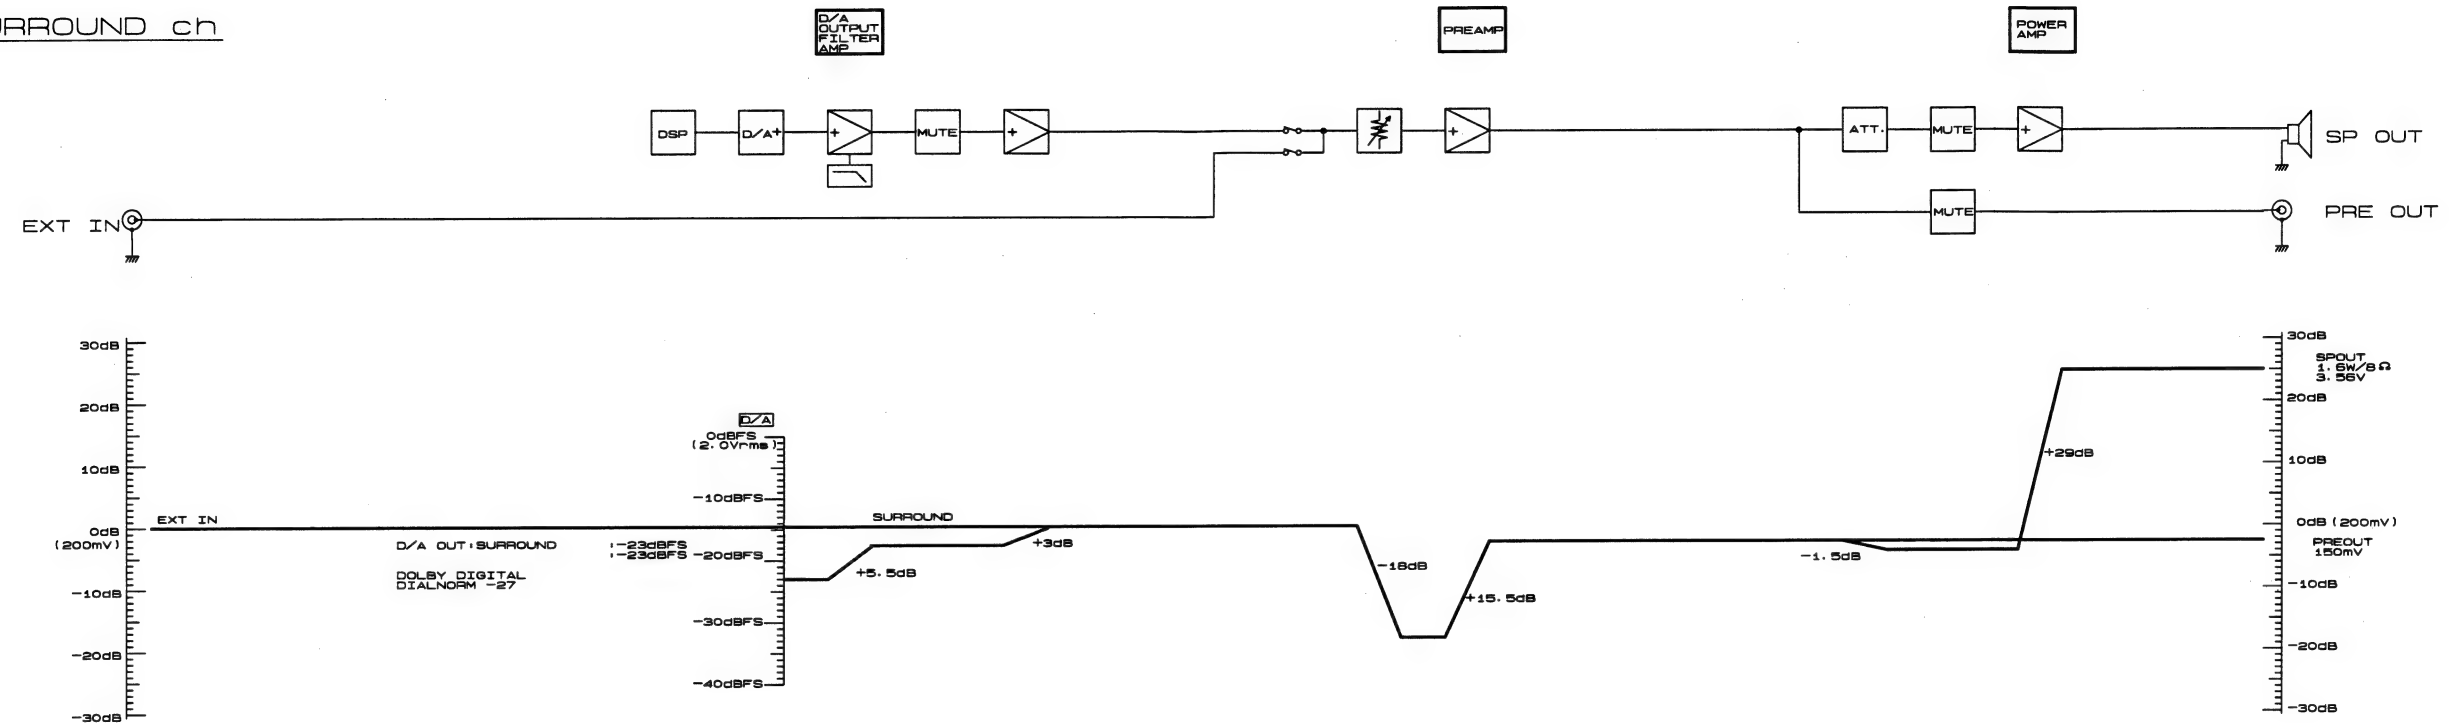 RROUND ch
D/A
OUTPUT
FILTER
AMP
PREAMP
POWER
AMP
DSP
D/A+
+
MUTE
+
+
ATT.
MUTE
+
SP OUT
EXT IN
MUTE
PRE OUT
30dB
20dB
10dB
0dB
(200mV)
-10dB
-20dB
-30dB
EXT IN
D/A OUT:SURROUND :-23dBFS
:-23dBFS
DOLBY DIGITAL
DIALNORM -27
D/A
0dBFS
(2.0Vrms)
-10dBFS
-20dBFS
-30dBFS
-40dBFS
SURROUND
+5.5dB
+3dB
-18dB
+15.5dB
-1.5dB
+29dB
30dB
SPOUT
1.6W/8Ω
3.56V
20dB
10dB
0dB (200mV)
PREOUT
150mV
-10dB
-20dB
-30dB